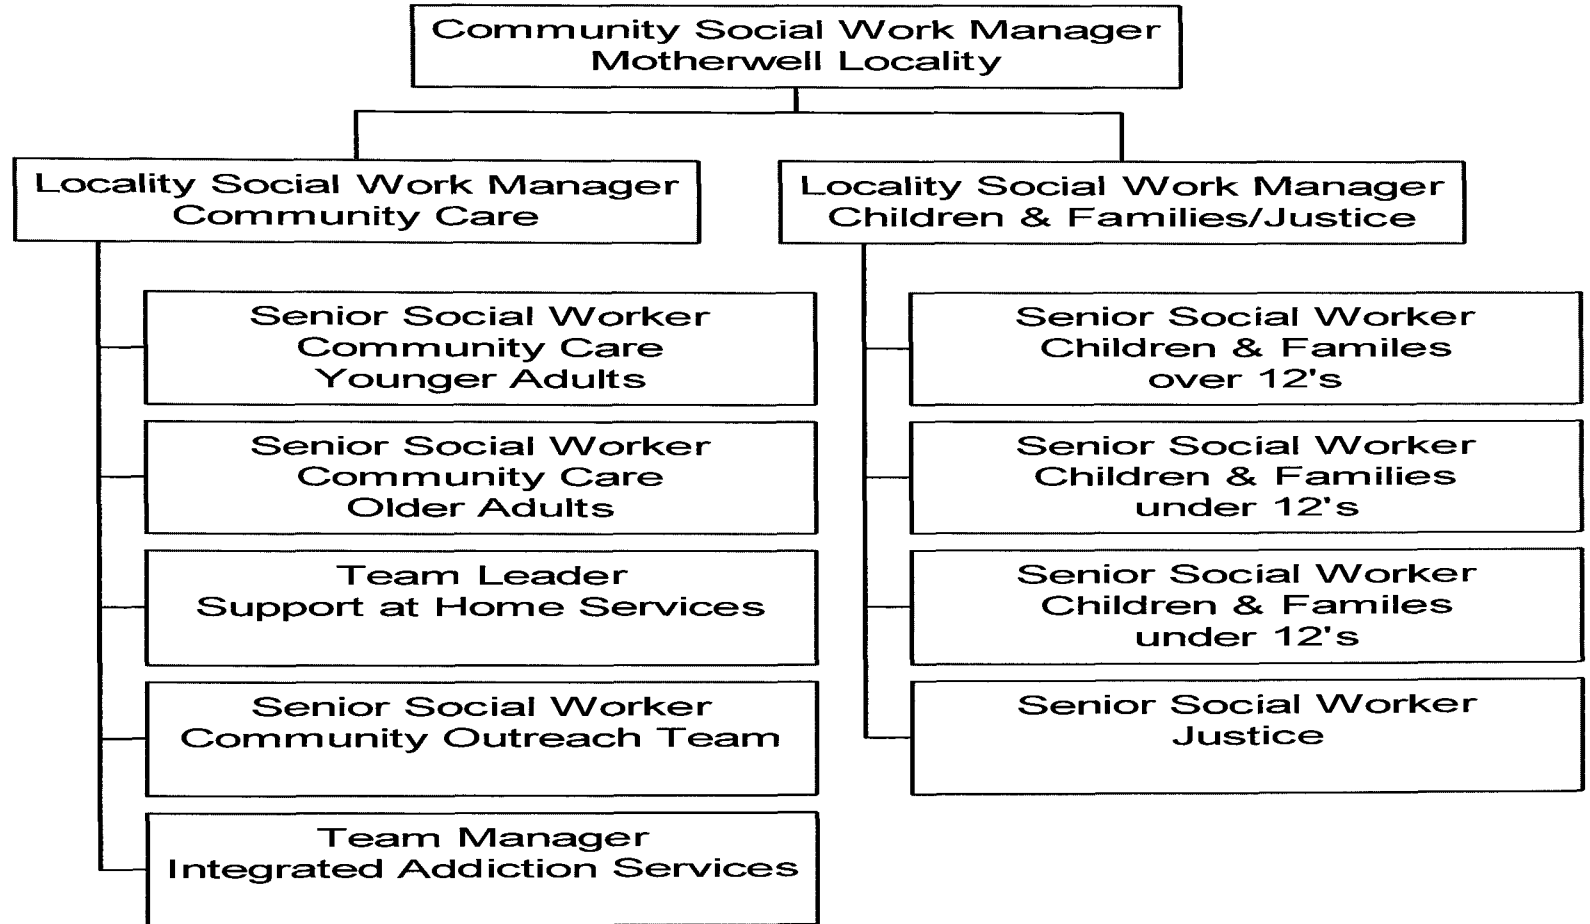 Community Social Work Manager
Motherwell Locality
Locality Social Work Manager
Community Care
Locality Social Work Manager
Children & Families/Justice
Senior Social Worker
Community Care
Younger Adults
Senior Social Worker
Community Care
Older Adults
Team Leader
Support at Home Services
Senior Social Worker
Community Outreach Team
Team Manager
Integrated Addiction Services
Senior Social Worker
Children & Familes
over 12's
Senior Social Worker
Children & Families
under 12's
Senior Social Worker
Children & Familes
under 12's
Senior Social Worker
Justice